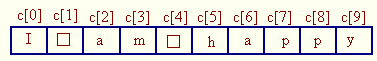 c[0] c[1] c[2] c[3] c[4] c[5] c[6] c[7] c[8] c[9]
I □ a m □ h a p p y